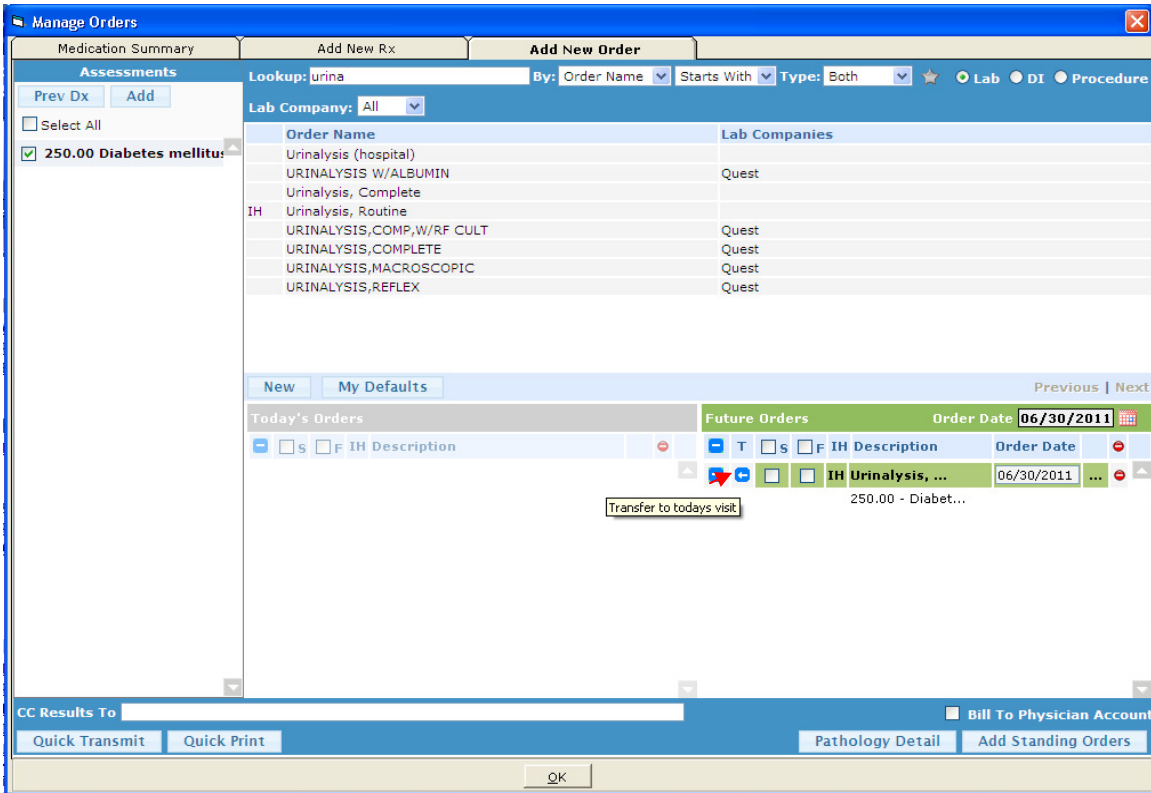 Manage Orders
Medication Summary Add New Rx Add New Order
Assessments
Prev Dx Add
Select All
250.00 Diabetes mellitus
Lookup: urina By: Order Name Starts With Type: Both Lab DI Procedure
Lab Company: All
Order Name Lab Companies
Urinalysis (hospital)
URINALYSIS W/ALBUMIN Quest
Urinalysis, Complete
IH Urinalysis, Routine
URINALYSIS,COMP,W/RF CULT Quest
URINALYSIS,COMPLETE Quest
URINALYSIS,MACROSCOPIC Quest
URINALYSIS,REFLEX Quest
New My Defaults Previous | Next
Today's Orders Future Orders Order Date 06/30/2011
S F IH Description T S F IH Description Order Date
IH Urinalysis, ... 06/30/2011 ...
250.00 - Diabet...
Transfer to todays visit
CC Results To Bill To Physician Account
Quick Transmit Quick Print Pathology Detail Add Standing Orders
OK